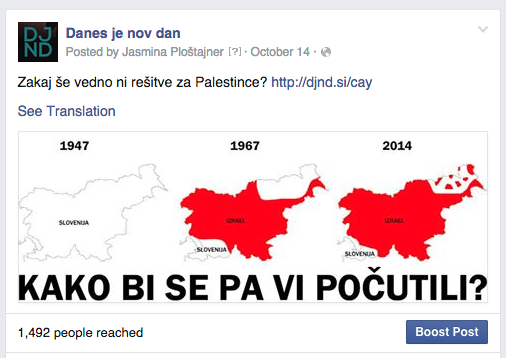 DJ
ND
Danes je nov dan
Posted by Jasmina Ploštajner [?] · October 14 ·
Zakaj še vedno ni rešitve za Palestince? http://djnd.si/cay
See Translation
1947 1967 2014
SLOVENIJA IZRAEL IZRAEL
SLOVENIJA SLOVENIJA
KAKO BI SE PA VI POČUTILI?
1,492 people reached Boost Post